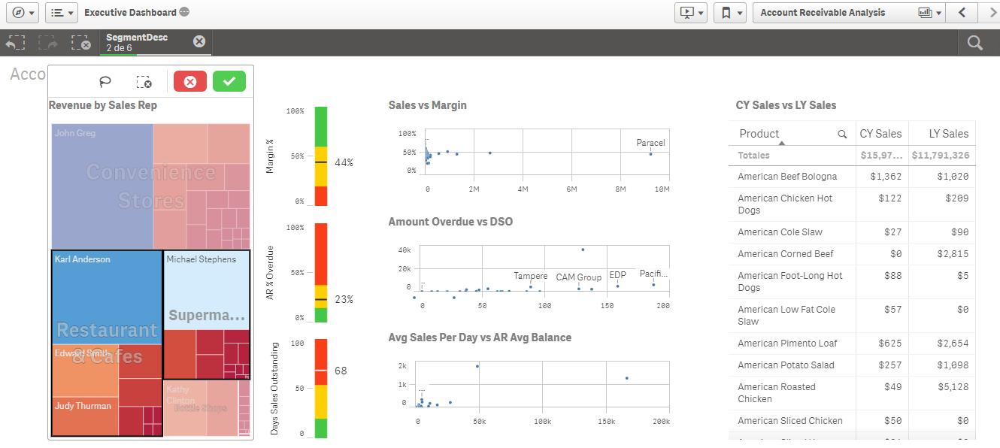 Executive Dashboard
Account Receivable Analysis
SegmentDesc
2 de 6
Acco
Revenue by Sales Rep
John Greg
Convenience
Stores
Karl Anderson
Michael Stephens
Superma...
Restaurant
& Cafes
Edward Smith
Judy Thurman
Kathy
Clinton
Bottle Shops
Margin %
100%
50%
0%
44%
AR % Overdue
100%
50%
0%
23%
Days Sales Outstanding
100
50
0
68
Sales vs Margin
100%
50%
0%
...
Paracel
0 2M 4M 6M 8M 10M
Amount Overdue vs DSO
40k
20k
0
...
Tampere CAM Group EDP Pacifi...
0 50 100 150 200
Avg Sales Per Day vs AR Avg Balance
2k
1k
0
...
0 50k 100k 150k 200k
CY Sales vs LY Sales
Product CY Sales LY Sales
Totales $15,97... $11,791,326
American Beef Bologna $1,362 $1,020
American Chicken Hot $122 $209
Dogs
American Cole Slaw $27 $90
American Corned Beef $0 $2,815
American Foot-Long Hot $88 $5
Dogs
American Low Fat Cole $57 $0
Slaw
American Pimento Loaf $625 $2,654
American Potato Salad $257 $1,098
American Roasted $49 $5,128
Chicken
American Sliced Chicken $50 $0